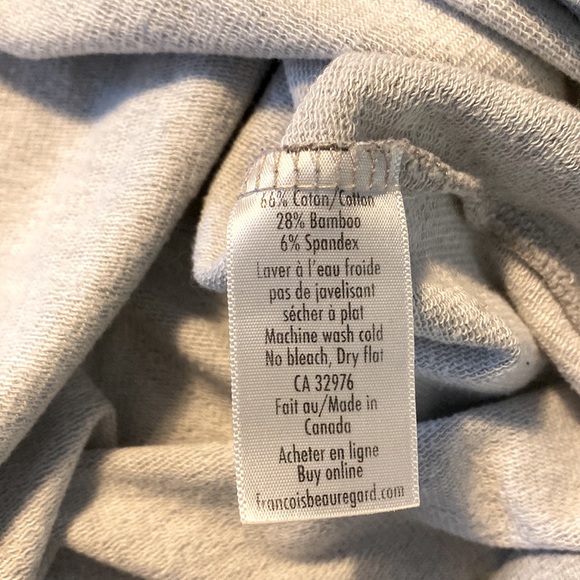 66% Coton/Cotton
28% Bamboo
6% Spandex
Laver à l'eau froide
pas de javelisant
sécher à plat
Machine wash cold
No bleach, Dry flat
CA 32976
Fait au/Made in
Canada
Acheter en ligne
Buy online
francoisbeauregard.com